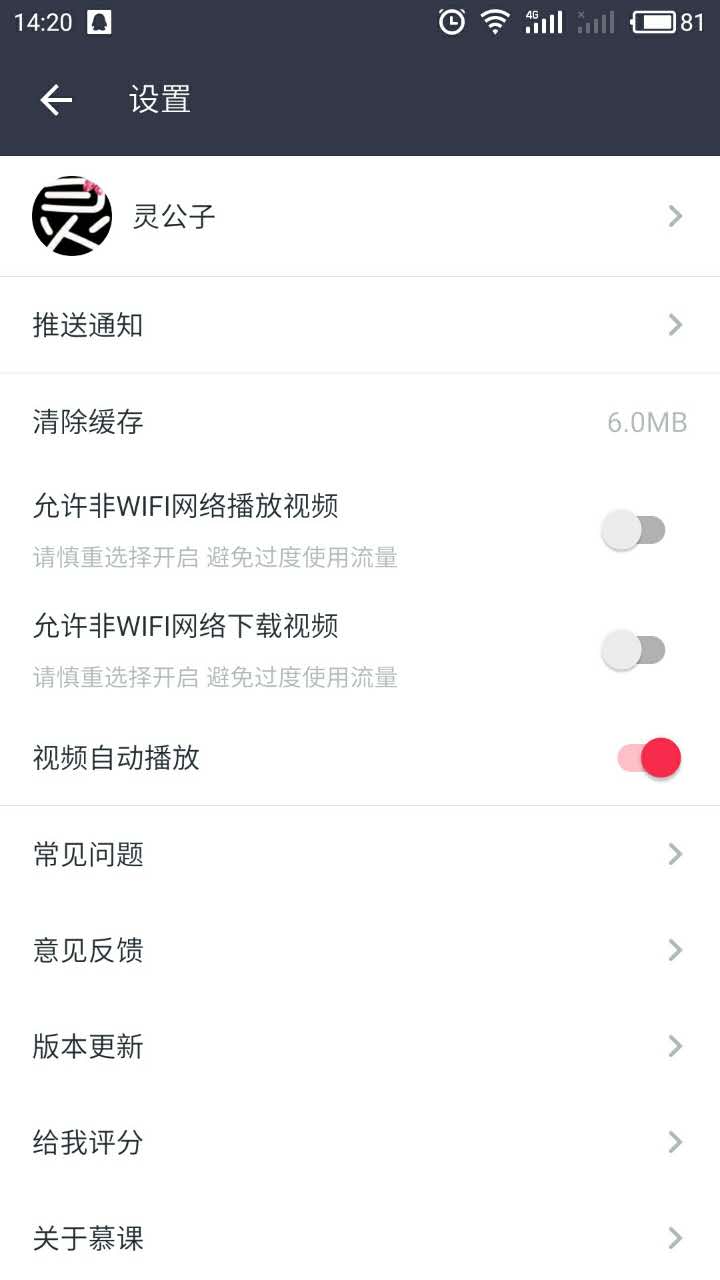 14:20
4G
81
设置
灵
灵公子
推送通知
清除缓存
6.0MB
允许非WIFI网络播放视频
请慎重选择开启 避免过度使用流量
允许非WIFI网络下载视频
请慎重选择开启 避免过度使用流量
视频自动播放
常见问题
意见反馈
版本更新
给我评分
关于慕课